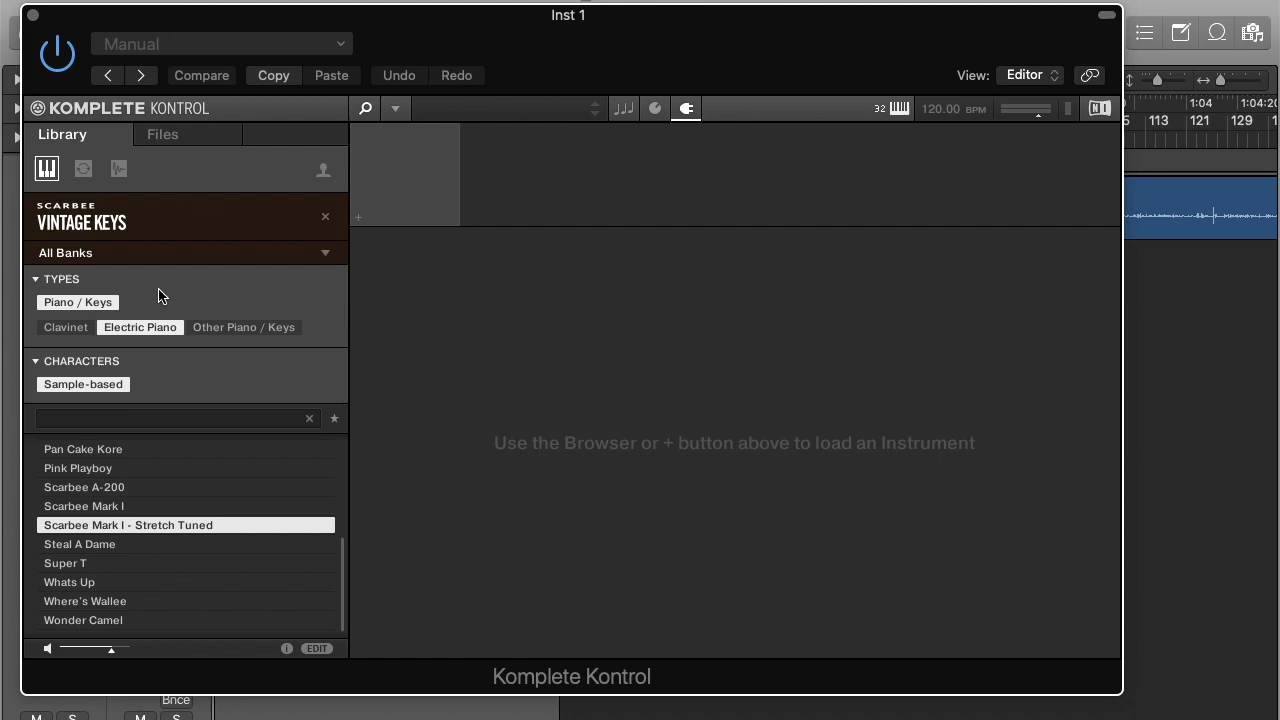 Inst 1
Manual
Compare
Copy
Paste
Undo
Redo
View:
Editor
KOMPLETE KONTROL
32
120.00 BPM
Library
Files
SCARBEE
VINTAGE KEYS
All Banks
TYPES
Piano / Keys
Clavinet
Electric Piano
Other Piano / Keys
CHARACTERS
Sample-based
Pan Cake Kore
Pink Playboy
Scarbee A-200
Scarbee Mark I
Scarbee Mark I - Stretch Tuned
Steal A Dame
Super T
Whats Up
Where's Wallee
Wonder Camel
EDIT
Use the Browser or + button above to load an Instrument
Komplete Kontrol
1:04
1:04:20
113
121
129
Bnce
M
S
M
S